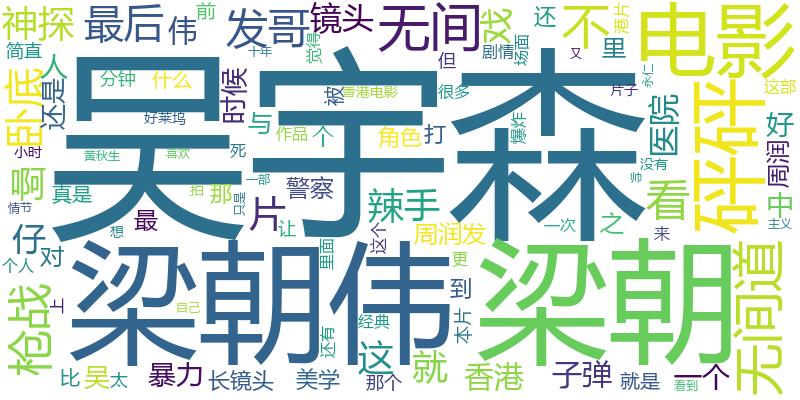 神探
最后
伟
发哥
镜头
无间
戏
前
还
不
港片
电影
简直
人
卧底
还是
分钟
什么
时候
十年
觉得
但
剧情
场面
里
又
片子
永仁
这部
好莱坞
被
香港电影
很多
吴宇森
医院
砰砰
好
小时
黄秋生
喜欢
与
作品
个
角色
打
爆炸
周润
啊
真是
死
那
拍
一部
只是
警察
辣手
没有
看
中
情节
想
最
片
让
里面
这个
周润发
一次
之
帅
来
主义
仔
对
个人
上
更
梁朝伟
梁朝
无间道
枪战
自己
到
经典
本片
还有
这
比
吴
太
暴力
长镜头
美学
那个
就
香港
子弹
就是
一个
看到